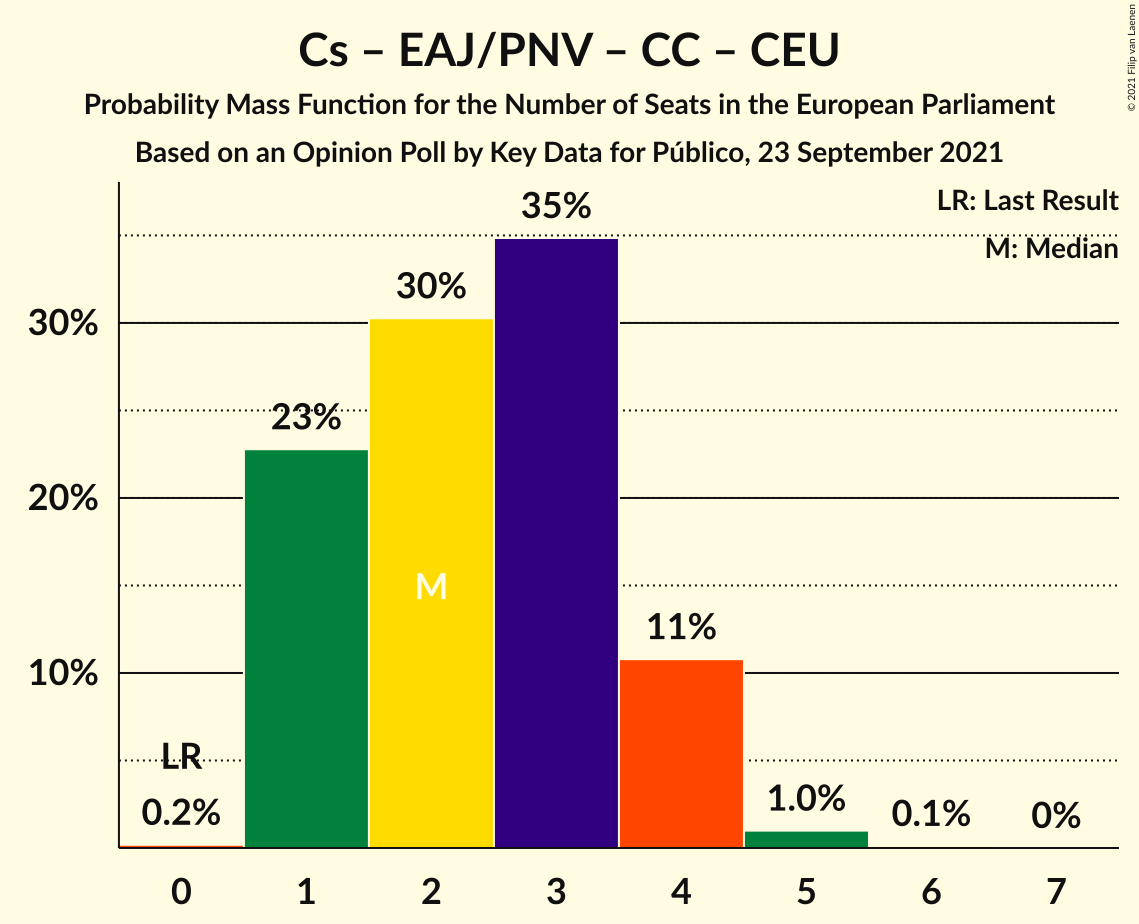 Cs – EAJ/PNV – CC – CEU
Probability Mass Function for the Number of Seats in the European Parliament
Based on an Opinion Poll by Key Data for Público, 23 September 2021
© 2021 Filip van Laenen
LR: Last Result
M: Median
35%
30%
23%
M
11%
LR
0.2%
1.0%
0.1%
0%
30%
20%
10%
0 1 2 3 4 5 6 7